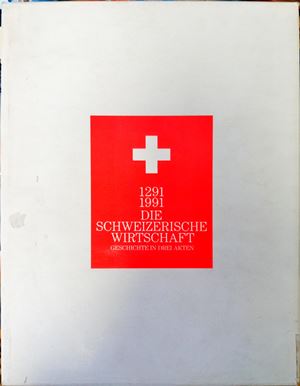 1291
1991
DIE
SCHWEIZERISCHE
WIRTSCHAFT
GESCHICHTE IN DREI AKTEN